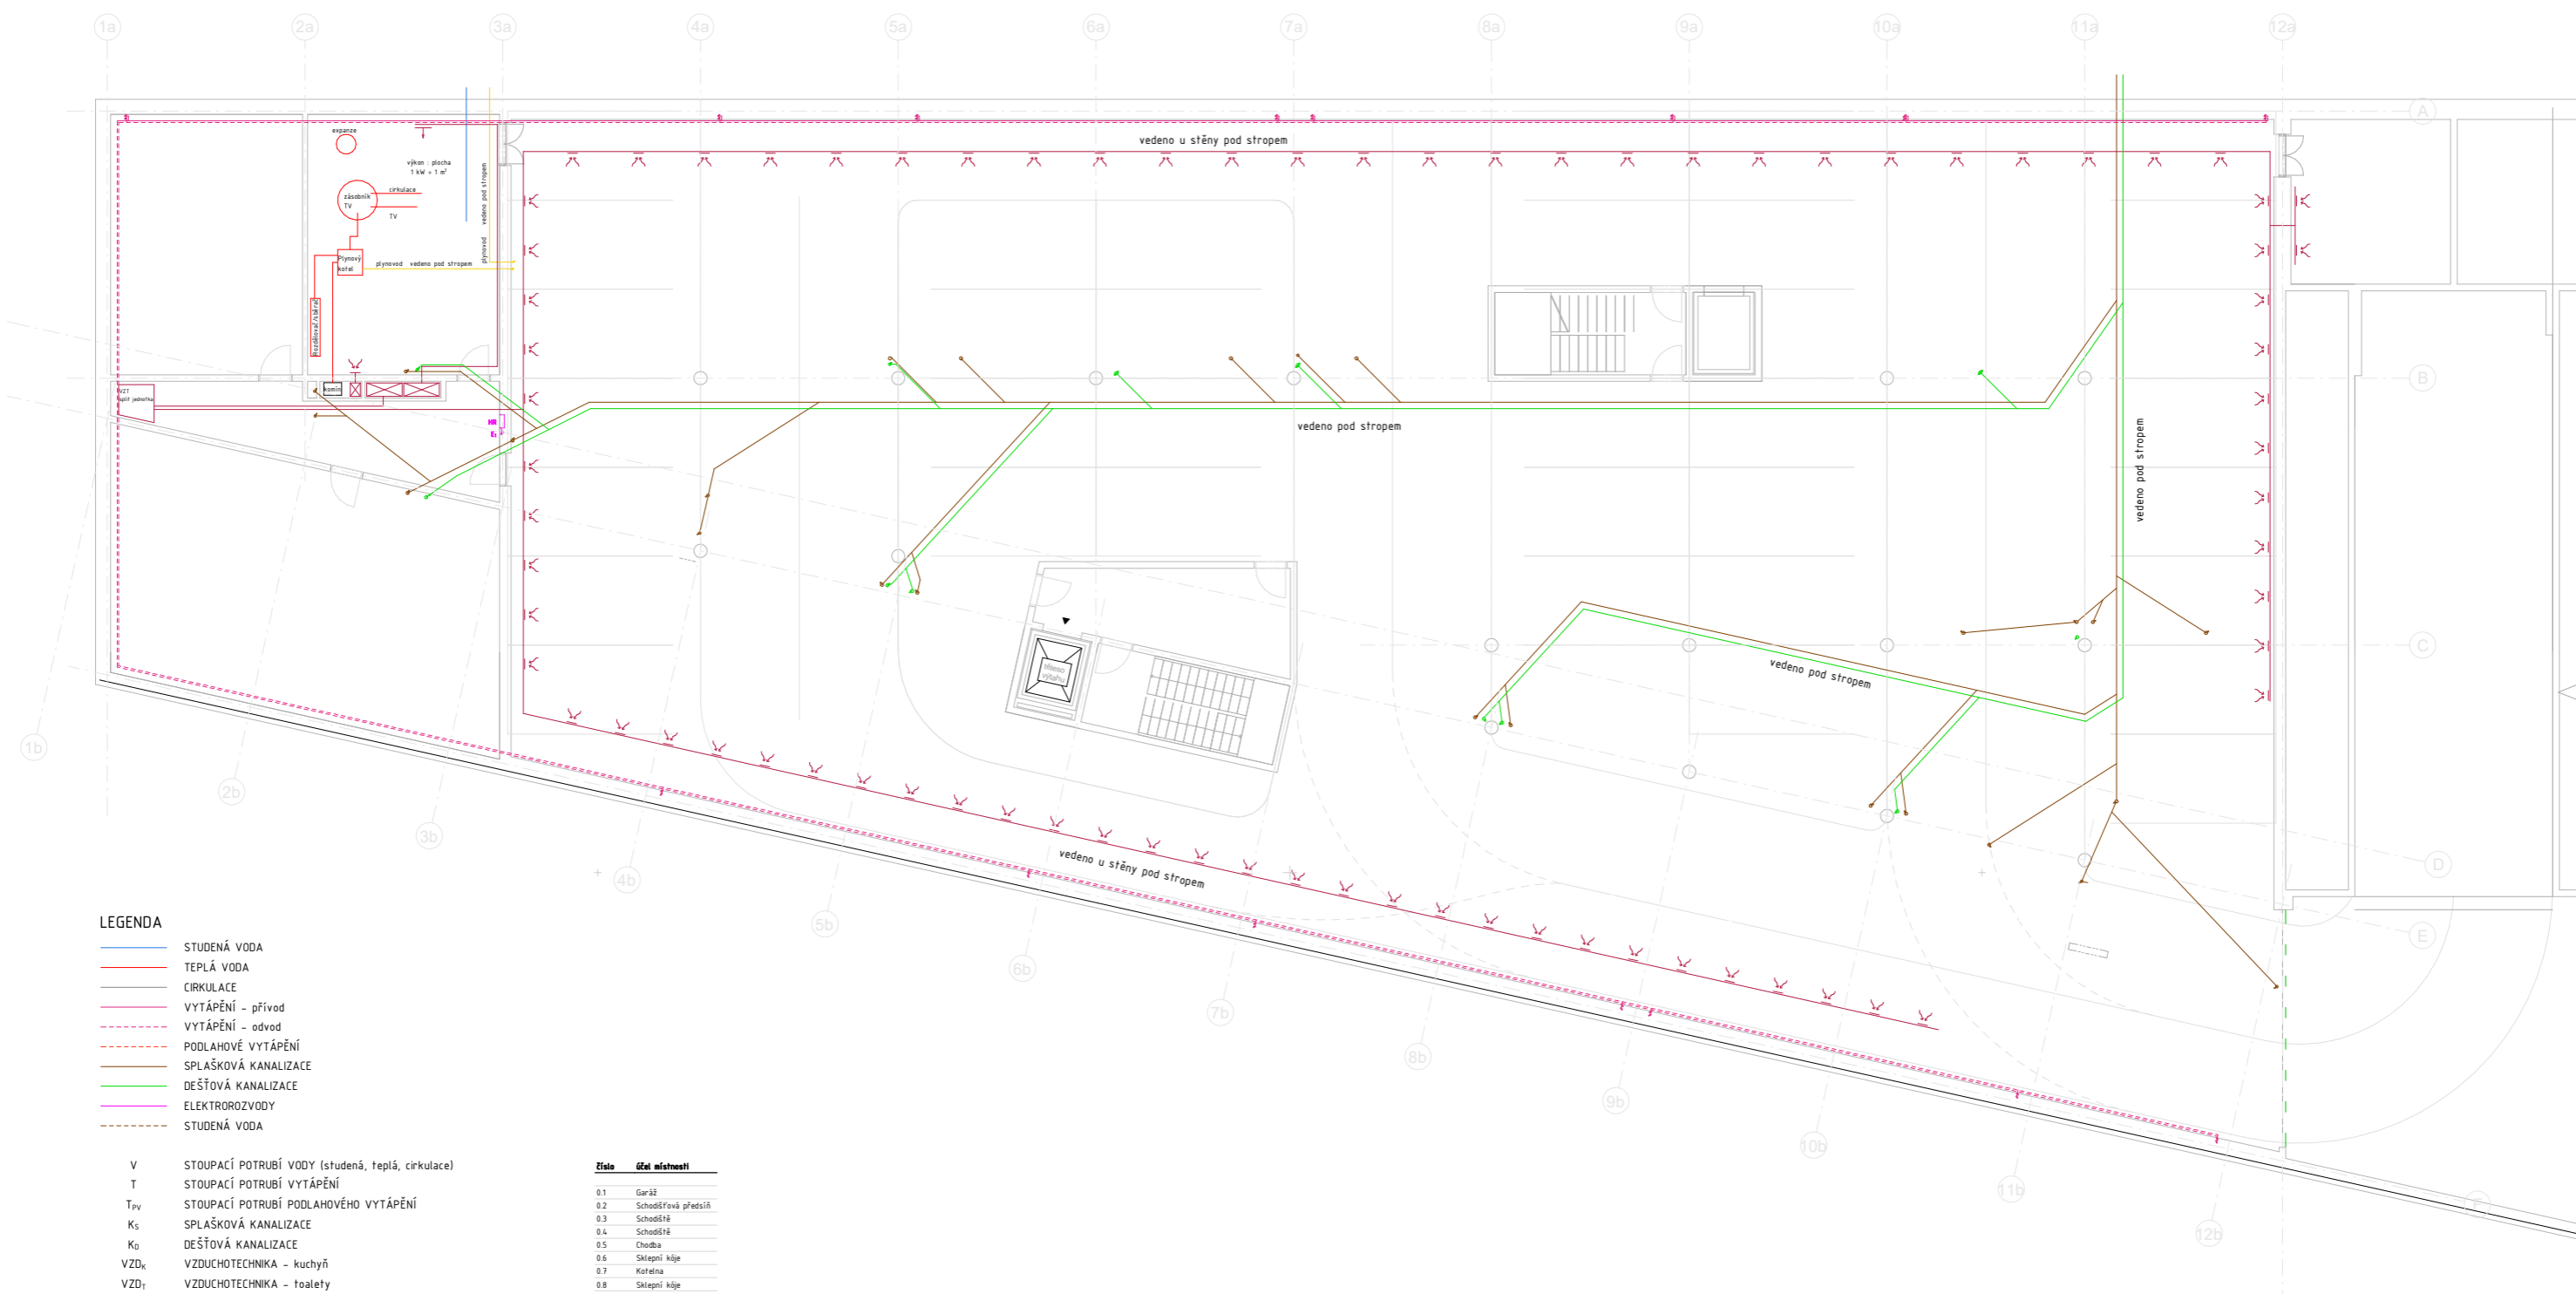 1a 2a 3a 4a 5a 6a 7a 8a 9a 10a 11a 12a
A
expanze
vedeno u stěny pod stropem
výkon : plocha
1 kW ÷ 1 m²
cirkulace
zásobník
TV
TV
plynovod vedeno pod stropem
Plynový
kotel
plynovod vedeno pod stropem
Rozdělovač/sběrač
B
VZT
split jednotka
komín
HR
vedeno pod stropem
vedeno pod stropem
C
těleso
výtahu
vedeno pod stropem
1b
2b
3b
4b
5b
6b
7b
8b
9b
10b
11b
12b
D
E
F
vedeno u stěny pod stropem
LEGENDA
STUDENÁ VODA
TEPLÁ VODA
CIRKULACE
VYTÁPĚNÍ - přívod
VYTÁPĚNÍ - odvod
PODLAHOVÉ VYTÁPĚNÍ
SPLAŠKOVÁ KANALIZACE
DEŠŤOVÁ KANALIZACE
ELEKTROROZVODY
STUDENÁ VODA
V STOUPACÍ POTRUBÍ VODY (studená, teplá, cirkulace)
T STOUPACÍ POTRUBÍ VYTÁPĚNÍ
TPV STOUPACÍ POTRUBÍ PODLAHOVÉHO VYTÁPĚNÍ
KS SPLAŠKOVÁ KANALIZACE
KD DEŠŤOVÁ KANALIZACE
VZDK VZDUCHOTECHNIKA - kuchyň
VZDT VZDUCHOTECHNIKA - toalety
číslo účel místnosti
0.1 Garáž
0.2 Schodišťová předsíň
0.3 Schodiště
0.4 Schodiště
0.5 Chodba
0.6 Sklepní kóje
0.7 Kotelna
0.8 Sklepní kóje